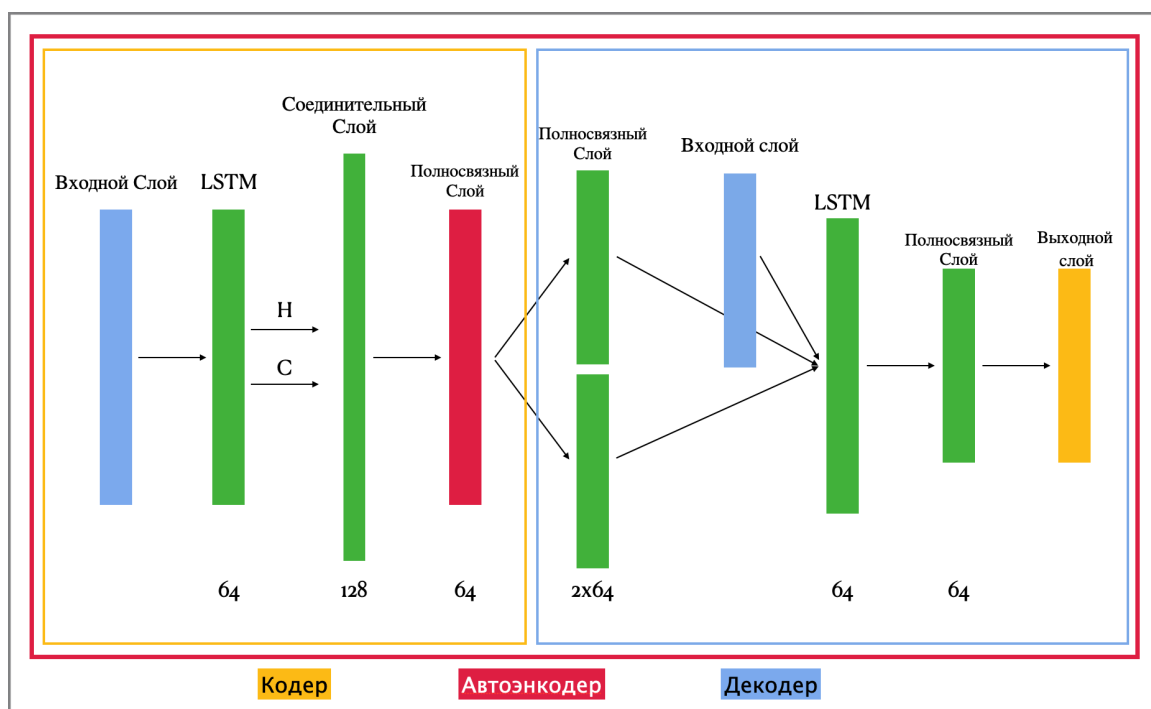 Соединительный
Слой
Входной Слой
LSTM
Полносвязный
Слой
Полносвязный
Слой
Входной слой
LSTM
Полносвязный
Слой
Выходной
слой
H
C
64
128
64
2x64
64
64
Кодер
Автоэнкодер
Декодер